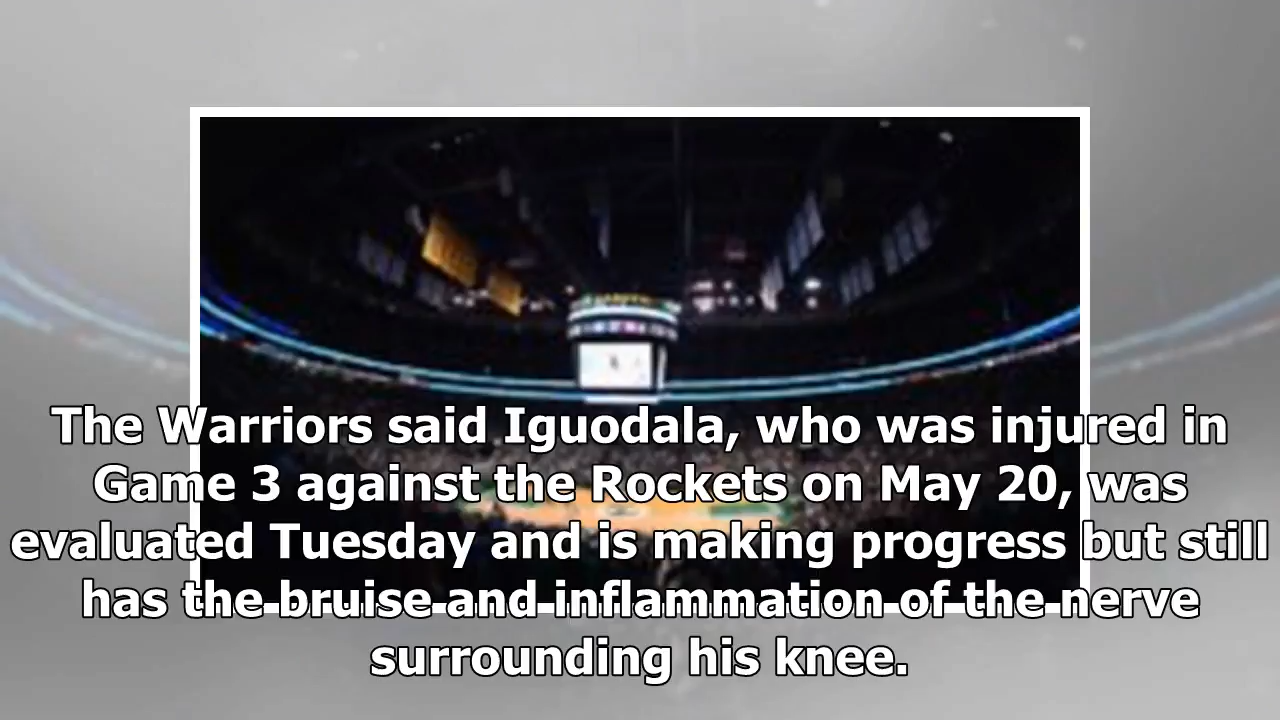 The Warriors said Iguodala, who was injured in
Game 3 against the Rockets on May 20, was
evaluated Tuesday and is making progress but still
has the bruise and inflammation of the nerve
surrounding his knee.